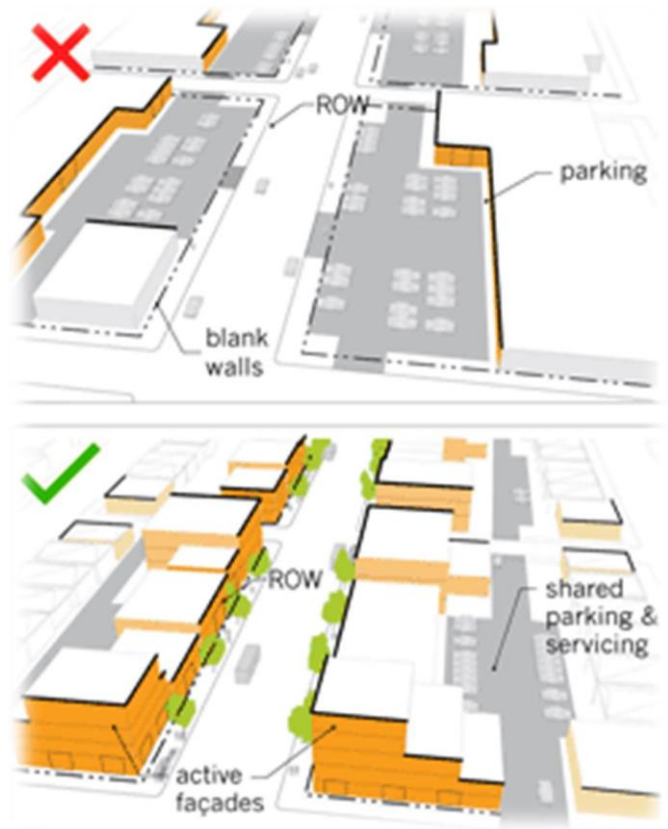 ROW
parking
blank
walls
ROW
shared
parking &
servicing
active
façades